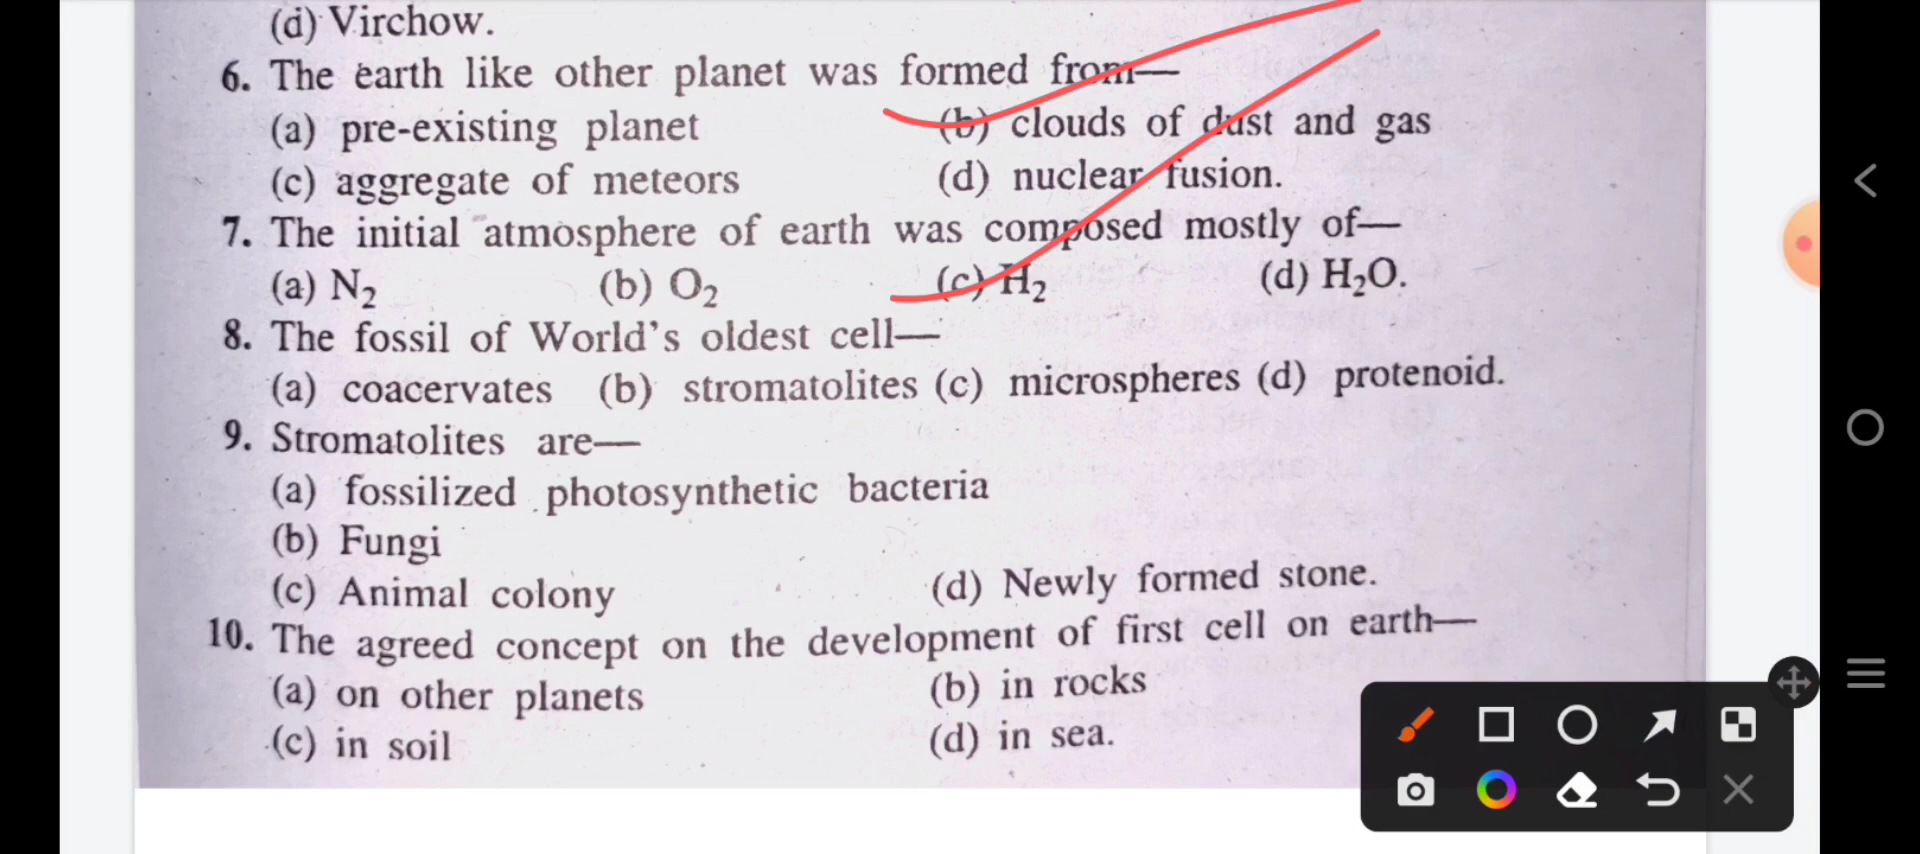 (d) Virchow.
6. The earth like other planet was formed from—
(a) pre-existing planet (b) clouds of dust and gas
(c) aggregate of meteors (d) nuclear fusion.
7. The initial atmosphere of earth was composed mostly of—
(a) N₂ (b) O₂ (c) H₂ (d) H₂O.
8. The fossil of World's oldest cell—
(a) coacervates (b) stromatolites (c) microspheres (d) protenoid.
9. Stromatolites are—
(a) fossilized photosynthetic bacteria
(b) Fungi
(c) Animal colony (d) Newly formed stone.
10. The agreed concept on the development of first cell on earth—
(a) on other planets (b) in rocks
(c) in soil (d) in sea.